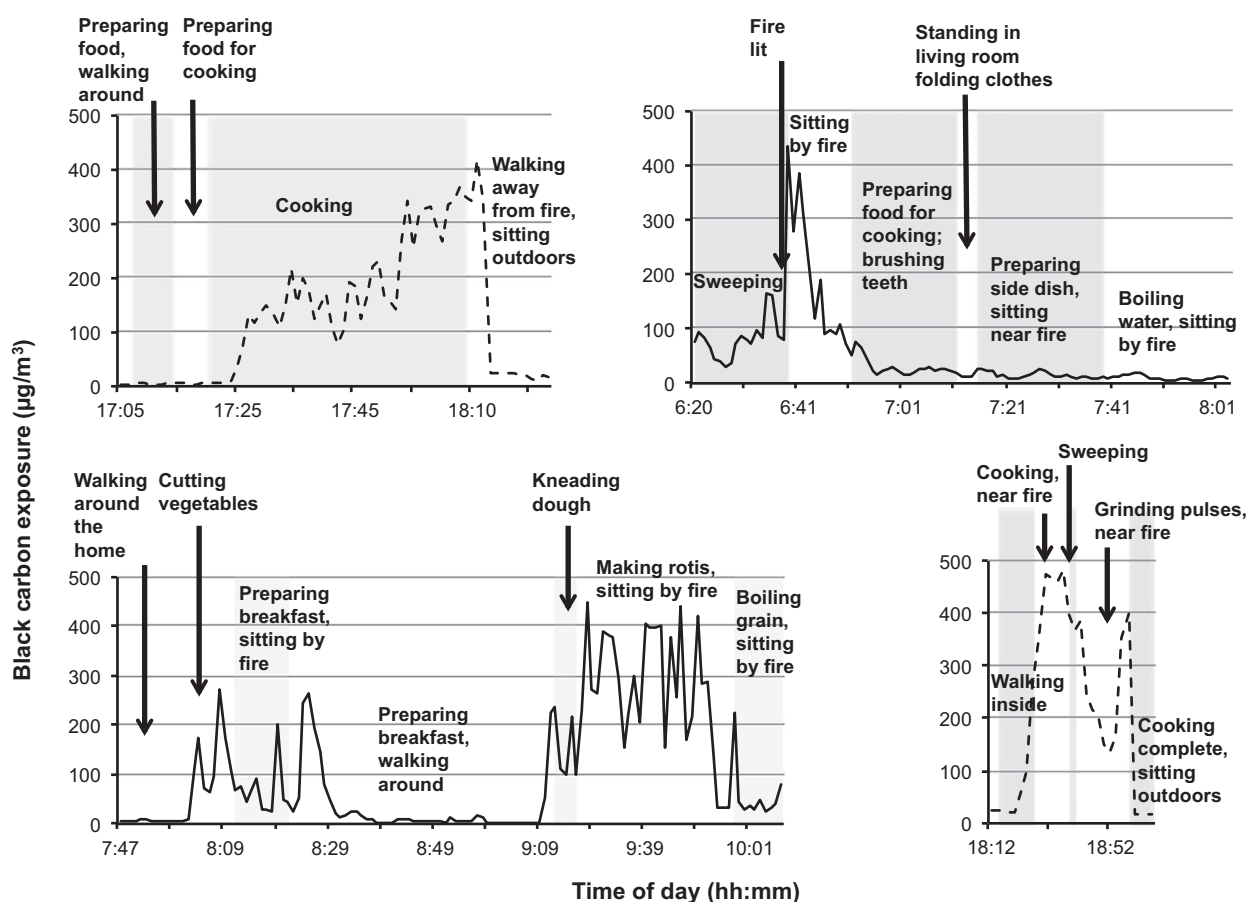 Preparing
food,
walking
around
Preparing
food for
cooking
500
400
300
200
100
0
Cooking
Walking
away
from fire,
sitting
outdoors
17:05
17:25
17:45
18:10
Fire
lit
Standing in
living room
folding clothes
500
400
300
200
100
0
Sitting
by fire
Sweeping
Preparing
food for
cooking;
brushing
teeth
Preparing
side dish,
sitting
near fire
Boiling
water, sitting
by fire
6:20
6:41
7:01
7:21
7:41
8:01
Black carbon exposure (µg/m³)
Walking
around
the
home
Cutting
vegetables
Kneading
dough
500
400
300
200
100
0
Preparing
breakfast,
sitting by
fire
Preparing
breakfast,
walking
around
Making rotis,
sitting by fire
Boiling
grain,
sitting
by fire
7:47
8:09
8:29
8:49
9:09
9:39
10:01
Sweeping
Cooking,
near fire
Grinding pulses,
near fire
500
400
300
200
100
0
Walking
inside
Cooking
complete,
sitting
outdoors
18:12
18:52
Time of day (hh:mm)